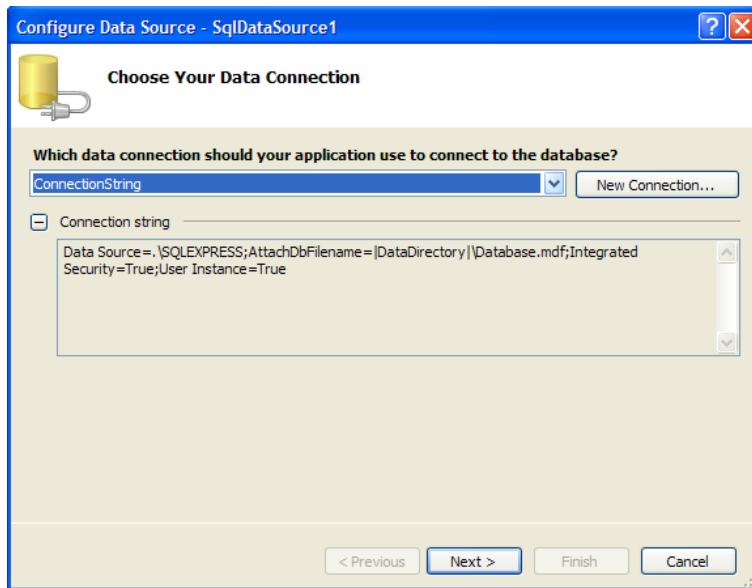 Configure Data Source - SqlDataSource1
Choose Your Data Connection
Which data connection should your application use to connect to the database?
ConnectionString
New Connection...
Connection string
Data Source=.\SQLEXPRESS;AttachDbFilename=|DataDirectory|\Database.mdf;Integrated
Security=True;User Instance=True
< Previous
Next >
Finish
Cancel